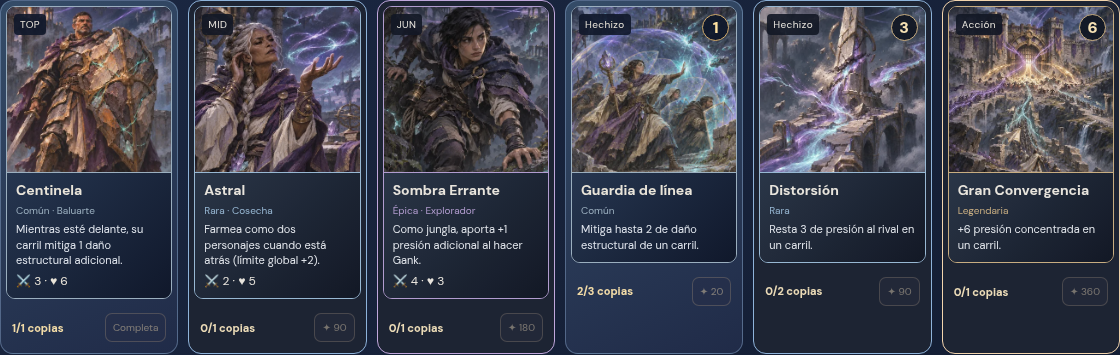 TOP
Centinela
Común · Baluarte
Mientras esté delante, su
carril mitiga 1 daño
estructural adicional.
⚔️ 3 · ♥ 6
1/1 copias
Completa
MID
Astral
Rara · Cosecha
Farmea como dos
personajes cuando está
atrás (límite global +2).
⚔️ 2 · ♥ 5
0/1 copias
✦ 90
JUN
Sombra Errante
Épica · Explorador
Como jungla, aporta +1
presión adicional al hacer
Gank.
⚔️ 4 · ♥ 3
0/1 copias
✦ 180
Hechizo
1
Guardia de línea
Común
Mitiga hasta 2 de daño
estructural de un carril.
2/3 copias
✦ 20
Hechizo
3
Distorsión
Rara
Resta 3 de presión al rival en
un carril.
0/2 copias
✦ 90
Acción
6
Gran Convergencia
Legendaria
+6 presión concentrada en
un carril.
0/1 copias
✦ 360